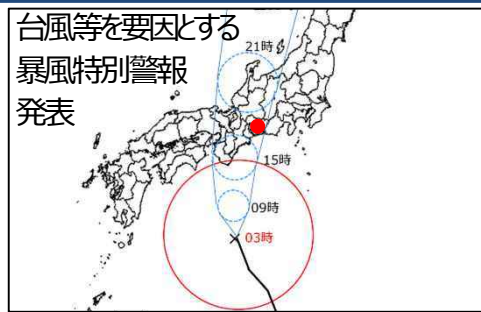 台風等を要因とする
暴風特別警報
発表
21時
15時
09時
03時